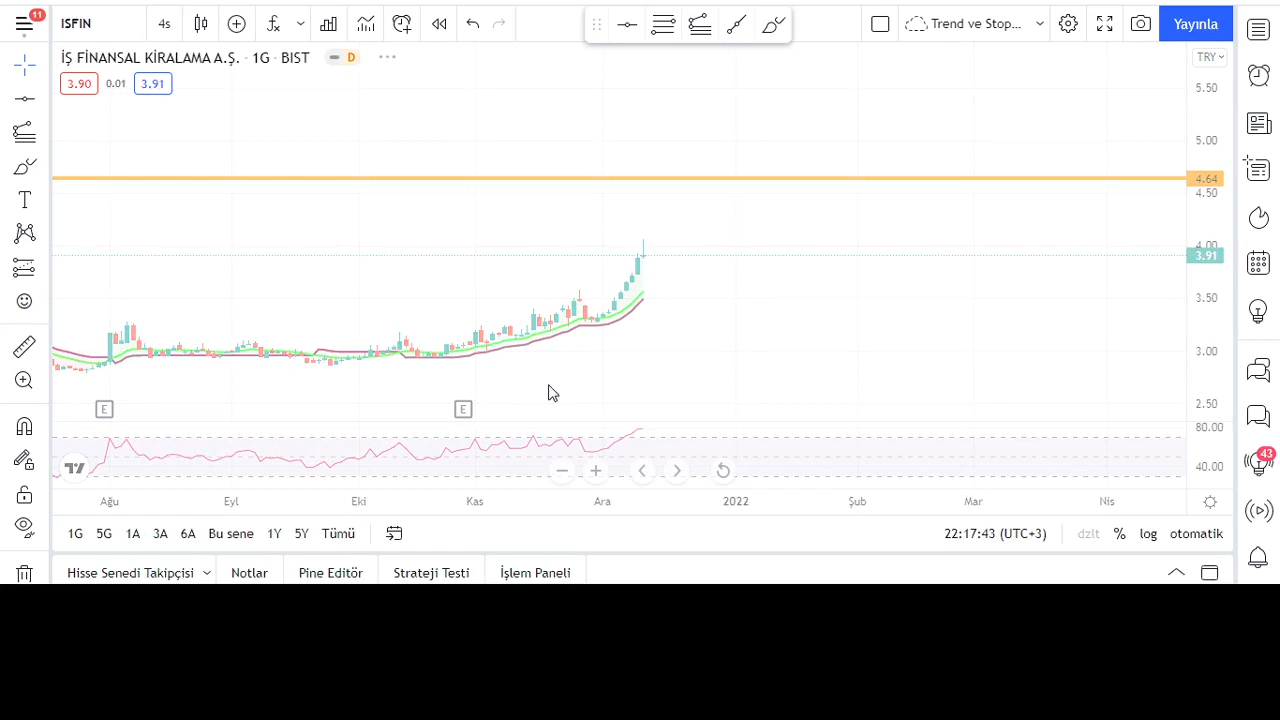 11
ISFIN
4s
Trend ve Stop...
Yayınla
İŞ FİNANSAL KİRALAMA A.Ş. · 1G · BIST
D
TRY
3.90
0.01
3.91
5.50
5.00
4.64
4.50
4.00
3.91
3.50
3.00
2.50
E
E
80.00
40.00
43
Ağu
Eyl
Eki
Kas
Ara
2022
Şub
Mar
Nis
1G
5G
1A
3A
6A
Bu sene
1Y
5Y
Tümü
22:17:43 (UTC+3)
dzlt
%
log
otomatik
Hisse Senedi Takipçisi
Notlar
Pine Editör
Strateji Testi
İşlem Paneli